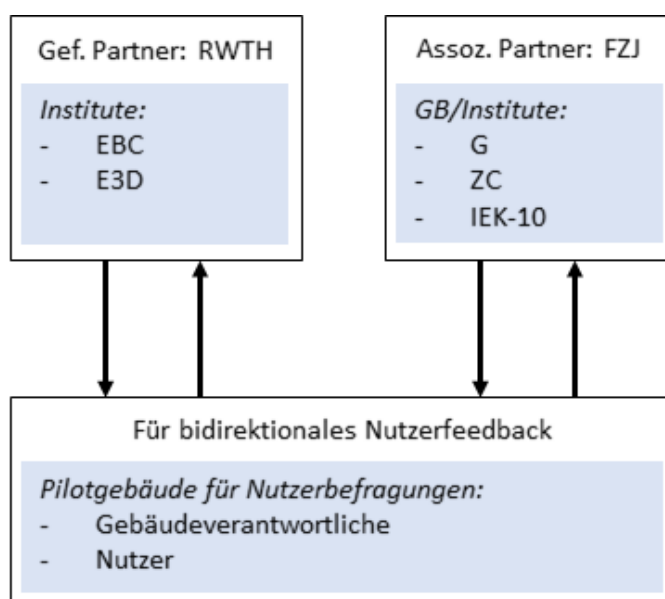 Gef. Partner: RWTH
Institute:
- EBC
- E3D
Assoz. Partner: FZJ
GB/Institute:
- G
- ZC
- IEK-10
Für bidirektionales Nutzerfeedback
Pilotgebäude für Nutzerbefragungen:
- Gebäudeverantwortliche
- Nutzer